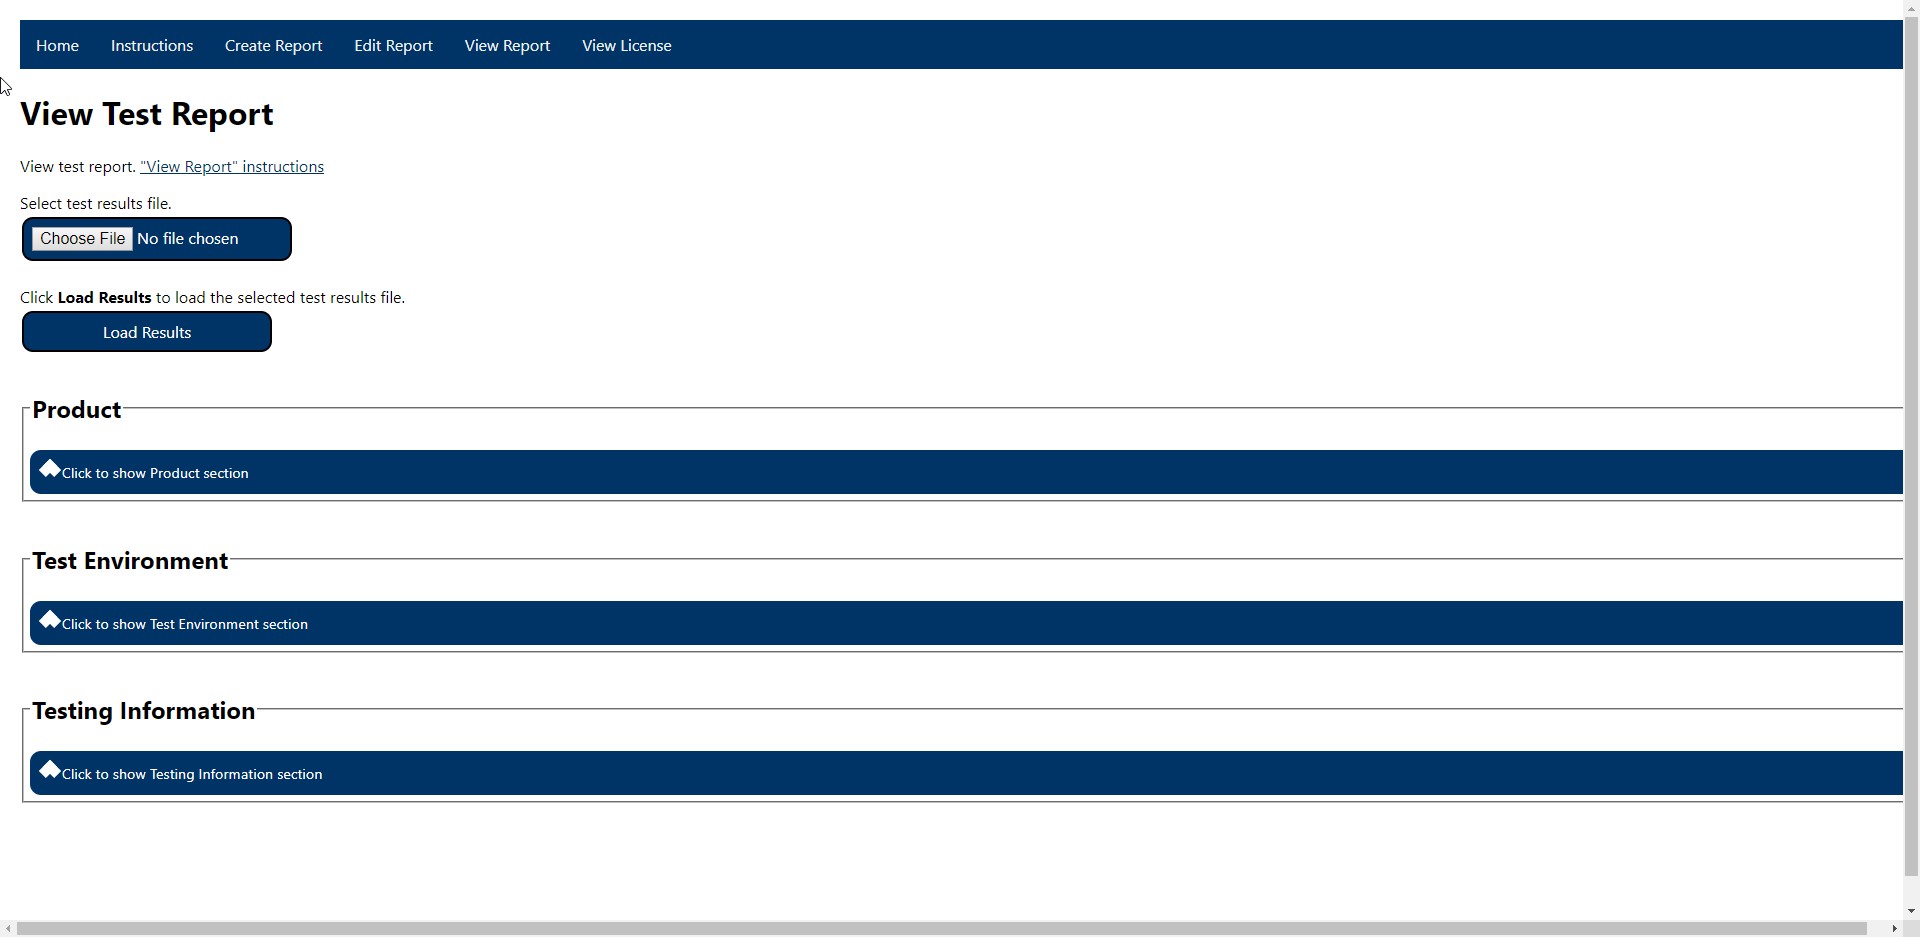 Home Instructions Create Report Edit Report View Report View License
View Test Report
View test report. "View Report" instructions
Select test results file.
Choose File No file chosen
Click Load Results to load the selected test results file.
Load Results
Product
Click to show Product section
Test Environment
Click to show Test Environment section
Testing Information
Click to show Testing Information section